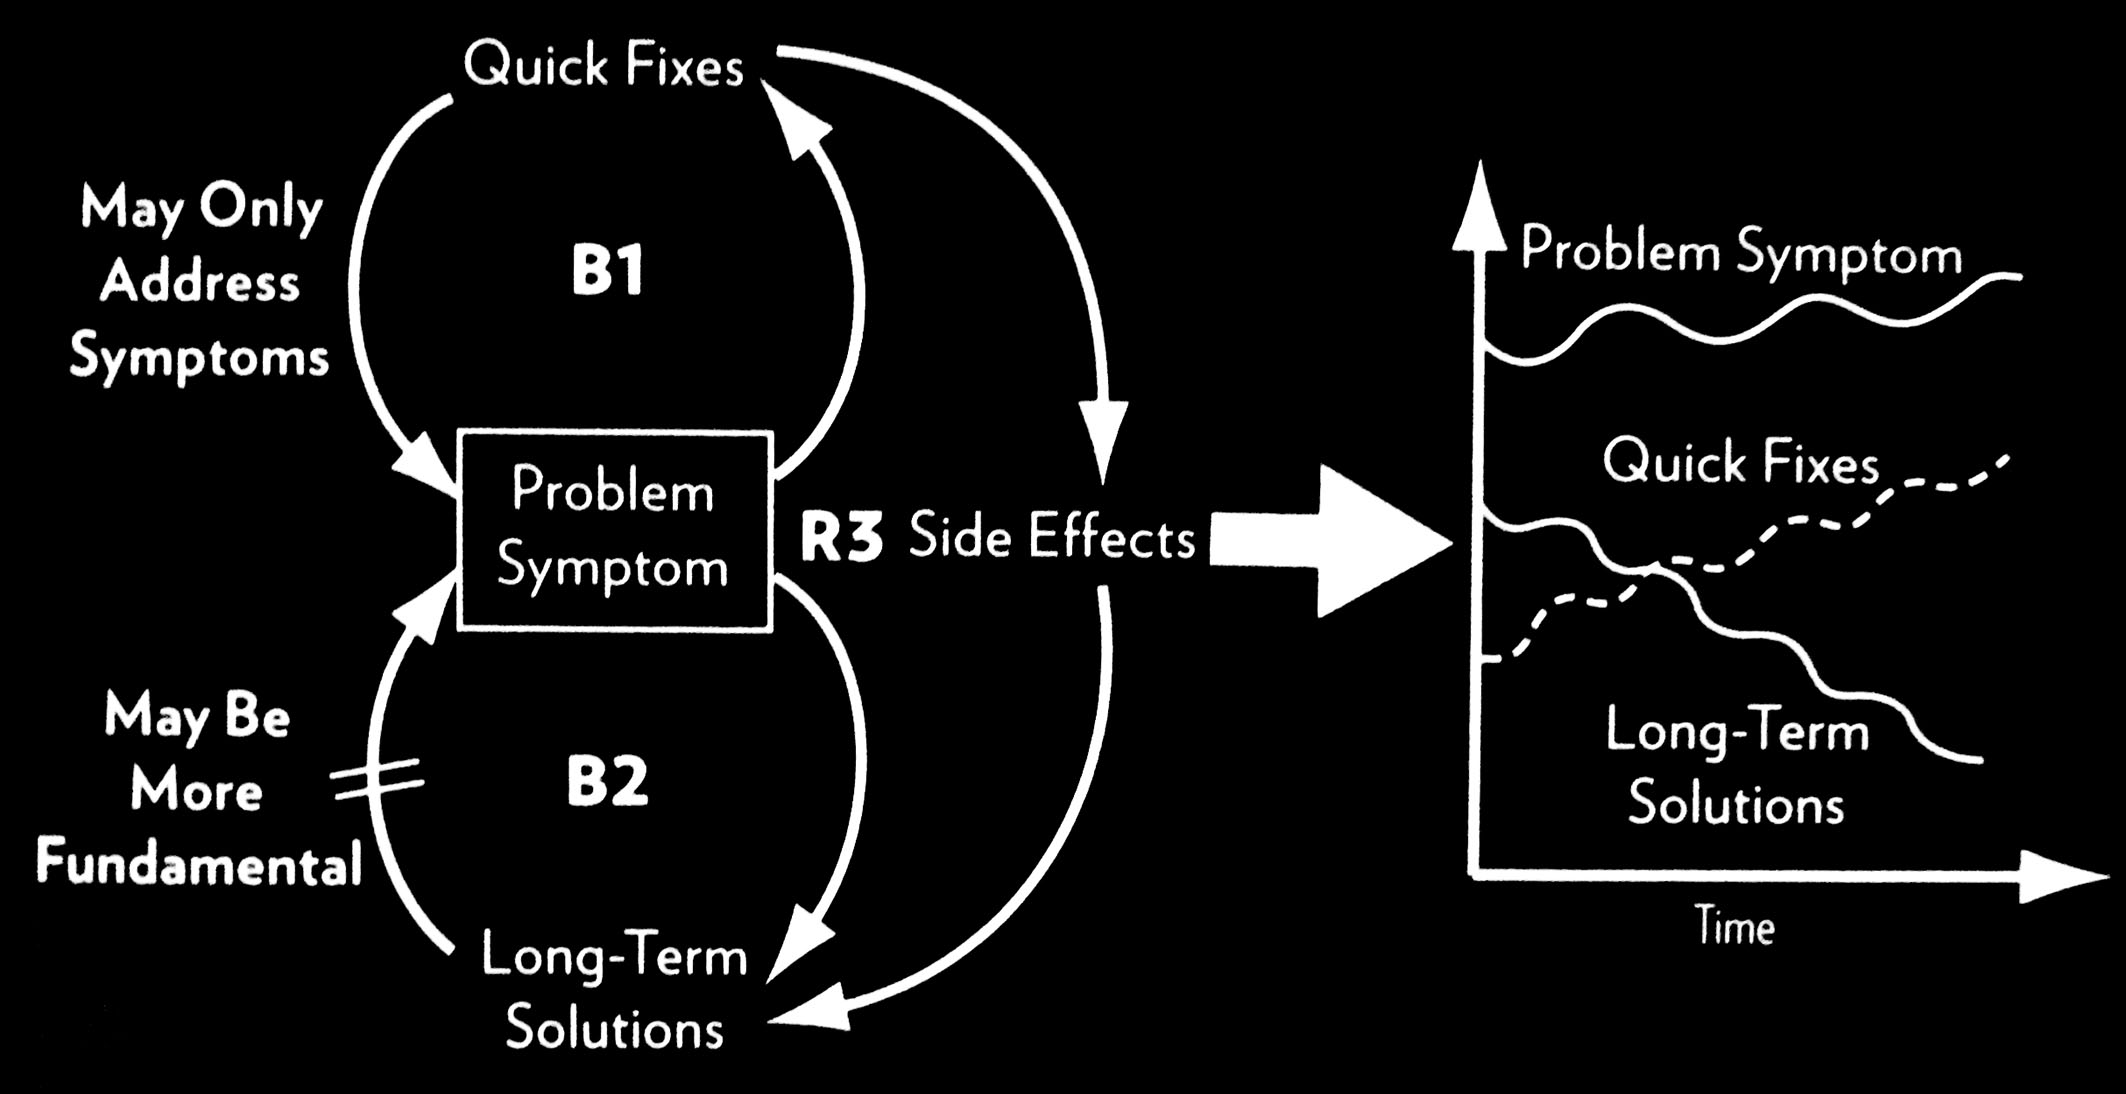 Quick Fixes
May Only
Address
Symptoms
B1
Problem
Symptom
R3 Side Effects
May Be
More
Fundamental
B2
Long-Term
Solutions
Problem Symptom
Quick Fixes
Long-Term
Solutions
Time